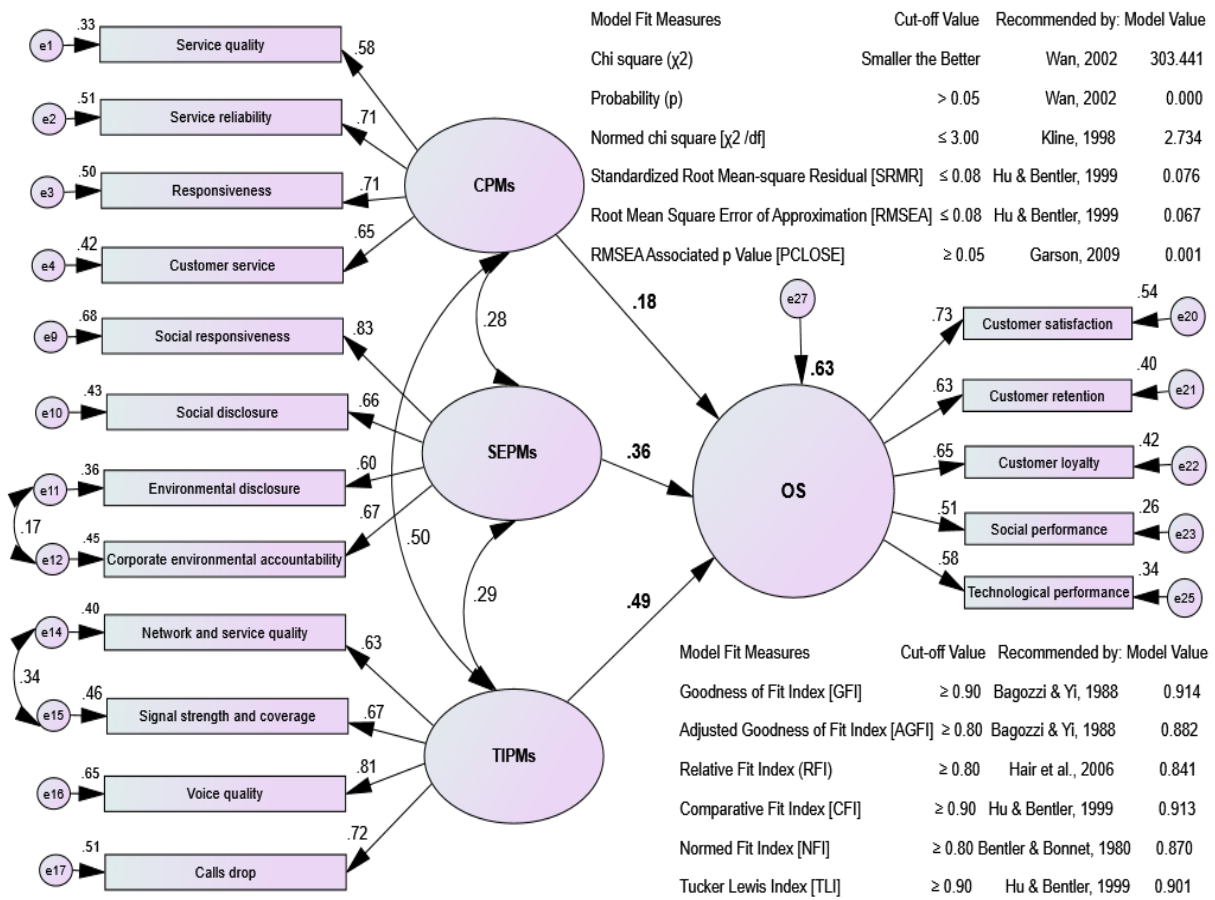 Model Fit Measures Cut-off Value Recommended by: Model Value
Chi square (χ2) Smaller the Better Wan, 2002 303.441
Probability (p) > 0.05 Wan, 2002 0.000
Normed chi square [χ2 /df] ≤ 3.00 Kline, 1998 2.734
Standardized Root Mean-square Residual [SRMR] ≤ 0.08 Hu & Bentler, 1999 0.076
Root Mean Square Error of Approximation [RMSEA] ≤ 0.08 Hu & Bentler, 1999 0.067
RMSEA Associated p Value [PCLOSE] ≥ 0.05 Garson, 2009 0.001
e1 .33 Service quality .58
e2 .51 Service reliability .71
e3 .50 Responsiveness .71
e4 .42 Customer service .65
CPMs
e9 .68 Social responsiveness .83
e10 .43 Social disclosure .66
e11 .36 Environmental disclosure .60
e12 .45 Corporate environmental accountability .67
.17
SEPMs
e14 .40 Network and service quality .63
e15 .46 Signal strength and coverage .67
.34
e16 .65 Voice quality .81
e17 .51 Calls drop .72
TIPMs
.28
.50
.29
.18
.36
.49
e27
.63
OS
.73 Customer satisfaction .54 e20
.63 Customer retention .40 e21
.65 Customer loyalty .42 e22
.51 Social performance .26 e23
.58 Technological performance .34 e25
Model Fit Measures Cut-off Value Recommended by: Model Value
Goodness of Fit Index [GFI] ≥ 0.90 Bagozzi & Yi, 1988 0.914
Adjusted Goodness of Fit Index [AGFI] ≥ 0.80 Bagozzi & Yi, 1988 0.882
Relative Fit Index (RFI) ≥ 0.80 Hair et al., 2006 0.841
Comparative Fit Index [CFI] ≥ 0.90 Hu & Bentler, 1999 0.913
Normed Fit Index [NFI] ≥ 0.80 Bentler & Bonnet, 1980 0.870
Tucker Lewis Index [TLI] ≥ 0.90 Hu & Bentler, 1999 0.901